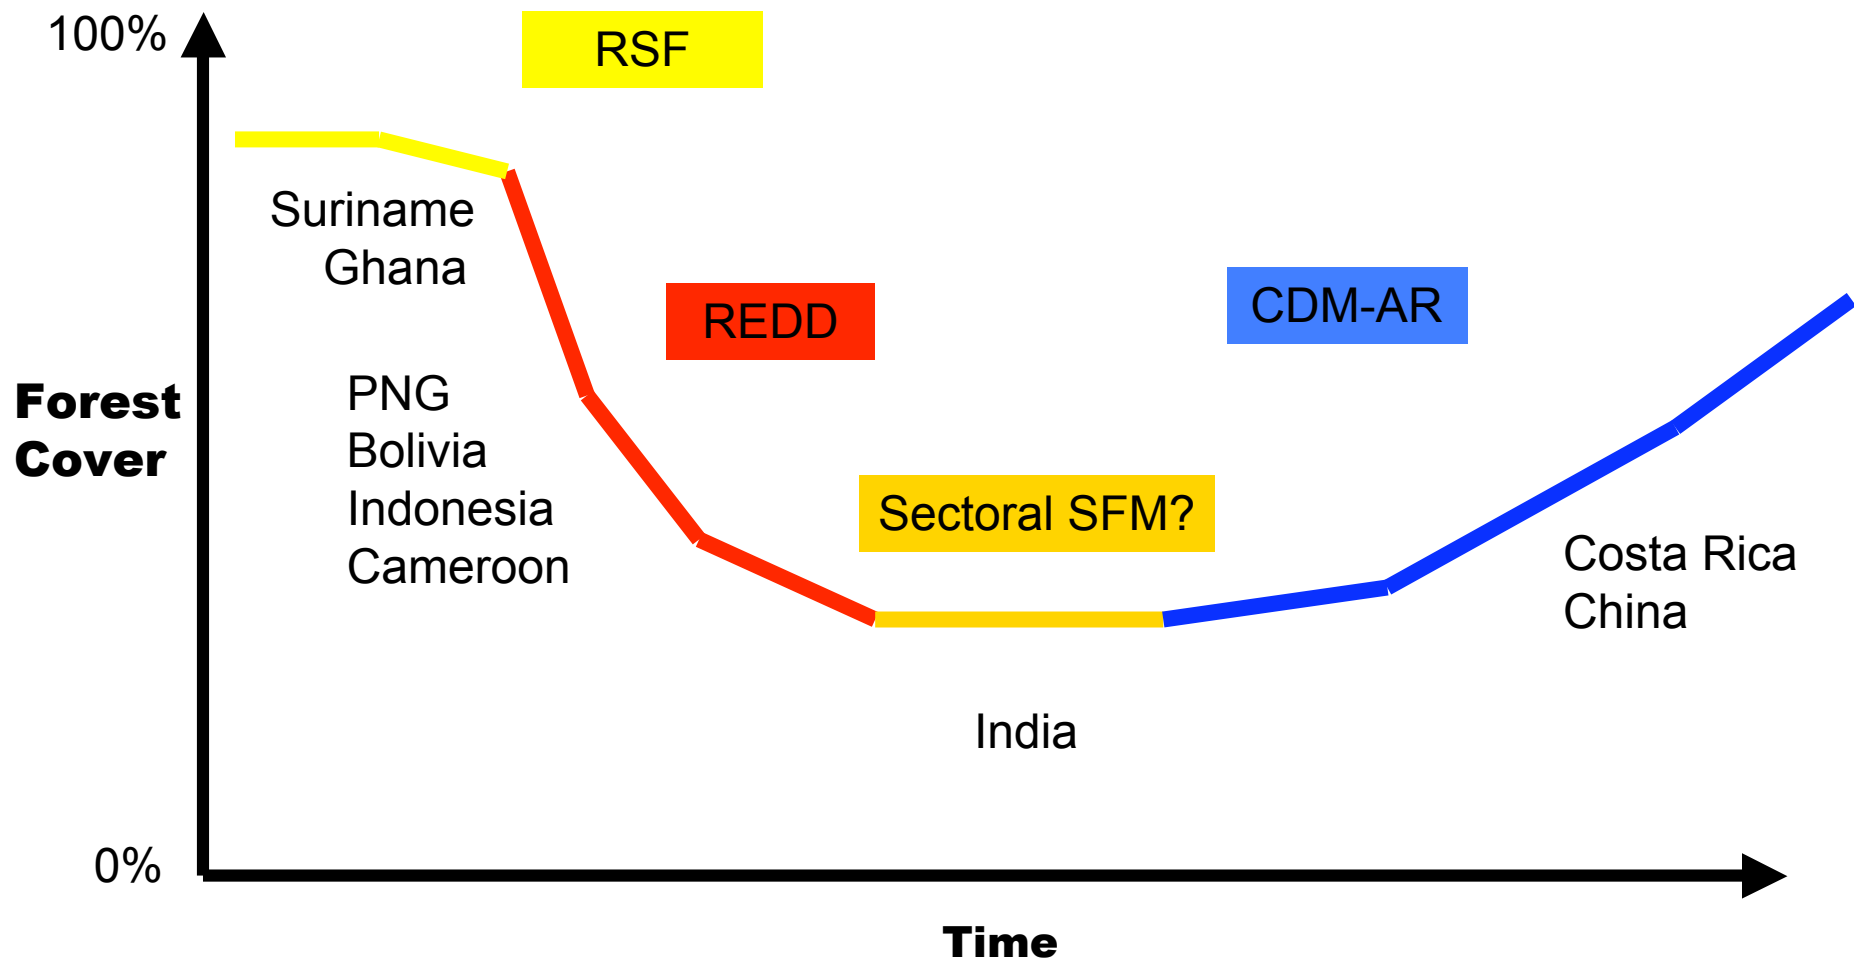 100%
RSF
Suriname
Ghana
REDD
CDM-AR
PNG
Bolivia
Indonesia
Cameroon
Forest
Cover
Sectoral SFM?
Costa Rica
China
India
0%
Time